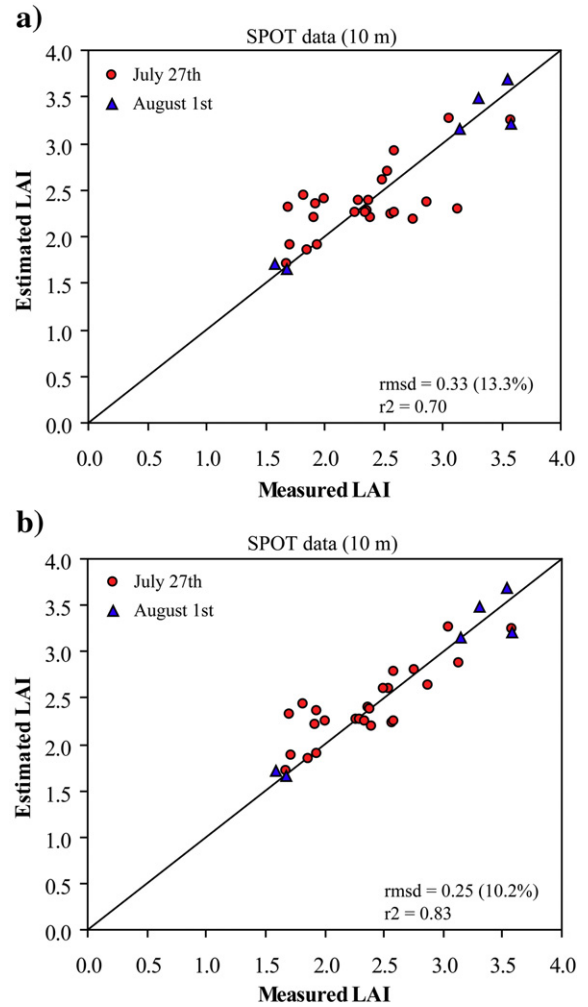 a)
SPOT data (10 m)
4.0
3.5
3.0
2.5
2.0
1.5
1.0
0.5
0.0
Estimated LAI
July 27th
August 1st
rmsd = 0.33 (13.3%)
r2 = 0.70
0.0 0.5 1.0 1.5 2.0 2.5 3.0 3.5 4.0
Measured LAI
b)
SPOT data (10 m)
4.0
3.5
3.0
2.5
2.0
1.5
1.0
0.5
0.0
Estimated LAI
July 27th
August 1st
rmsd = 0.25 (10.2%)
r2 = 0.83
0.0 0.5 1.0 1.5 2.0 2.5 3.0 3.5 4.0
Measured LAI